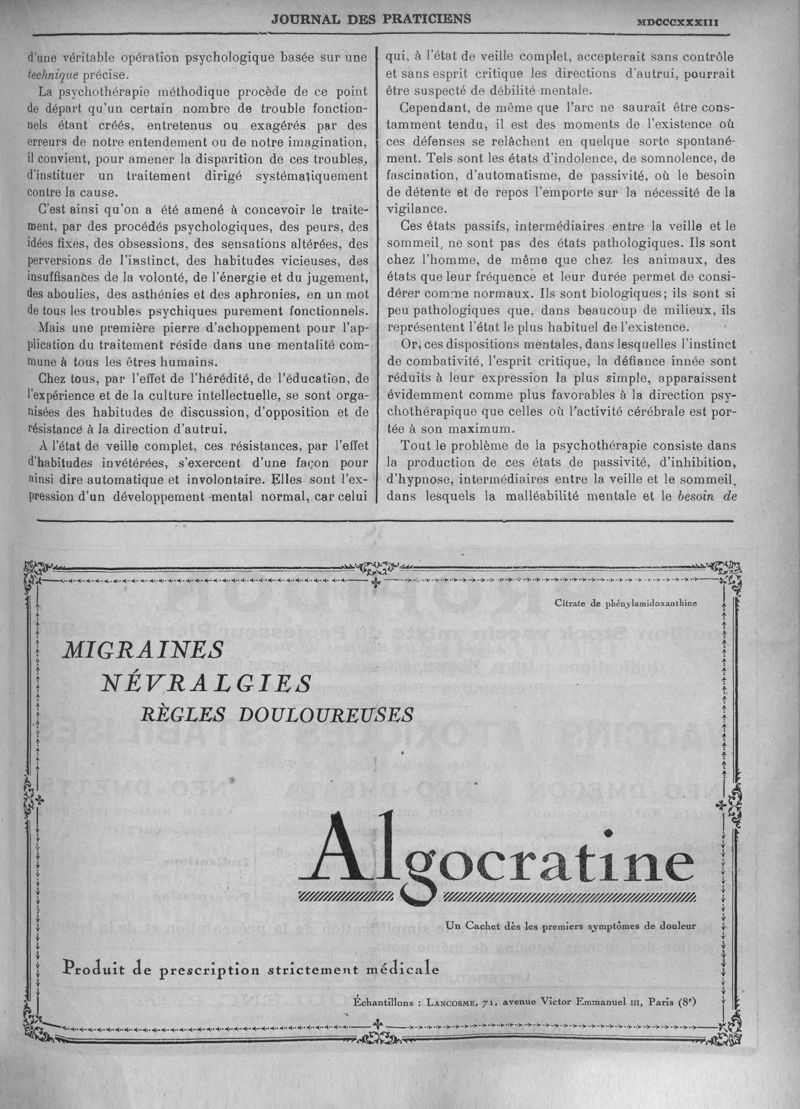 JOURNAL DES PRATICIENS
MDCCCXXXIII
d'une véritable opération psychologique basée sur une
technique précise.
La psychothérapie méthodique procède de ce point
de départ qu'un certain nombre de trouble fonction-
nels étant créés, entretenus ou exagérés par des
erreurs de notre entendement ou de notre imagination,
il convient, pour amener la disparition de ces troubles,
d'instituer un traitement dirigé systématiquement
contre la cause.
C'est ainsi qu'on a été amené à concevoir le traite-
ment, par des procédés psychologiques, des peurs, des
idées fixes, des obsessions, des sensations altérées, des
perversions de l'instinct, des habitudes vicieuses, des
insuffisances de la volonté, de l'énergie et du jugement,
des aboulies, des asthénies et des aphronies, en un mot
de tous les troubles psychiques purement fonctionnels.
Mais une première pierre d'achoppement pour l'ap-
plication du traitement réside dans une mentalité com-
mune à tous les êtres humains.
Chez tous, par l'effet de l'hérédité, de l'éducation, de
l'expérience et de la culture intellectuelle, se sont orga-
nisées des habitudes de discussion, d'opposition et de
résistance à la direction d'autrui.
A l'état de veille complet, ces résistances, par l'effet
d'habitudes invétérées, s'exercent d'une façon pour
ainsi dire automatique et involontaire. Elles sont l'ex-
pression d'un développement mental normal, car celui
qui, à l'état de veille complet, accepterait sans contrôle
et sans esprit critique les directions d'autrui, pourrait
être suspecté de débilité mentale.
Cependant, de même que l'arc ne saurait être cons-
tamment tendu, il est des moments de l'existence où
ces défenses se relâchent en quelque sorte spontané-
ment. Tels sont les états d'indolence, de somnolence, de
fascination, d'automatisme, de passivité, où le besoin
de détente et de repos l'emporte sur la nécessité de la
vigilance.
Ces états passifs, intermédiaires entre la veille et le
sommeil, ne sont pas des états pathologiques. Ils sont
chez l'homme, de même que chez les animaux, des
états que leur fréquence et leur durée permet de consi-
dérer comme normaux. Ils sont biologiques; ils sont si
peu pathologiques que, dans beaucoup de milieux, ils
représentent l'état le plus habituel de l'existence.
Or, ces dispositions mentales, dans lesquelles l'instinct
de combativité, l'esprit critique, la défiance innée sont
réduits à leur expression la plus simple, apparaissent
évidemment comme plus favorables à la direction psy-
chothérapique que celles où l'activité cérébrale est por-
tée à son maximum.
Tout le problème de la psychothérapie consiste dans
la production de ces états de passivité, d'inhibition,
d'hypnose, intermédiaires entre la veille et le sommeil,
dans lesquels la malléabilité mentale et le besoin de
Citrate de phénylamidoxanthine
MIGRAINES
NÉVRALGIES
RÈGLES DOULOUREUSES
Algocratine
Un Cachet dès les premiers symptômes de douleur
Produit de prescription strictement médicale
Échantillons : LANCOSME, 71, avenue Victor Emmanuel III, Paris (8e)